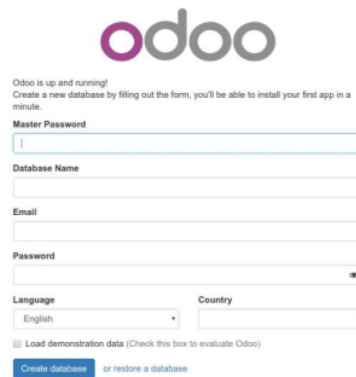 odoo
Odoo is up and running!
Create a new database by filling out the form, you'll be able to install your first app in a
minute.
Master Password
Database Name
Email
Password
Language Country
English
Load demonstration data (Check this box to evaluate Odoo)
Create database or restore a database